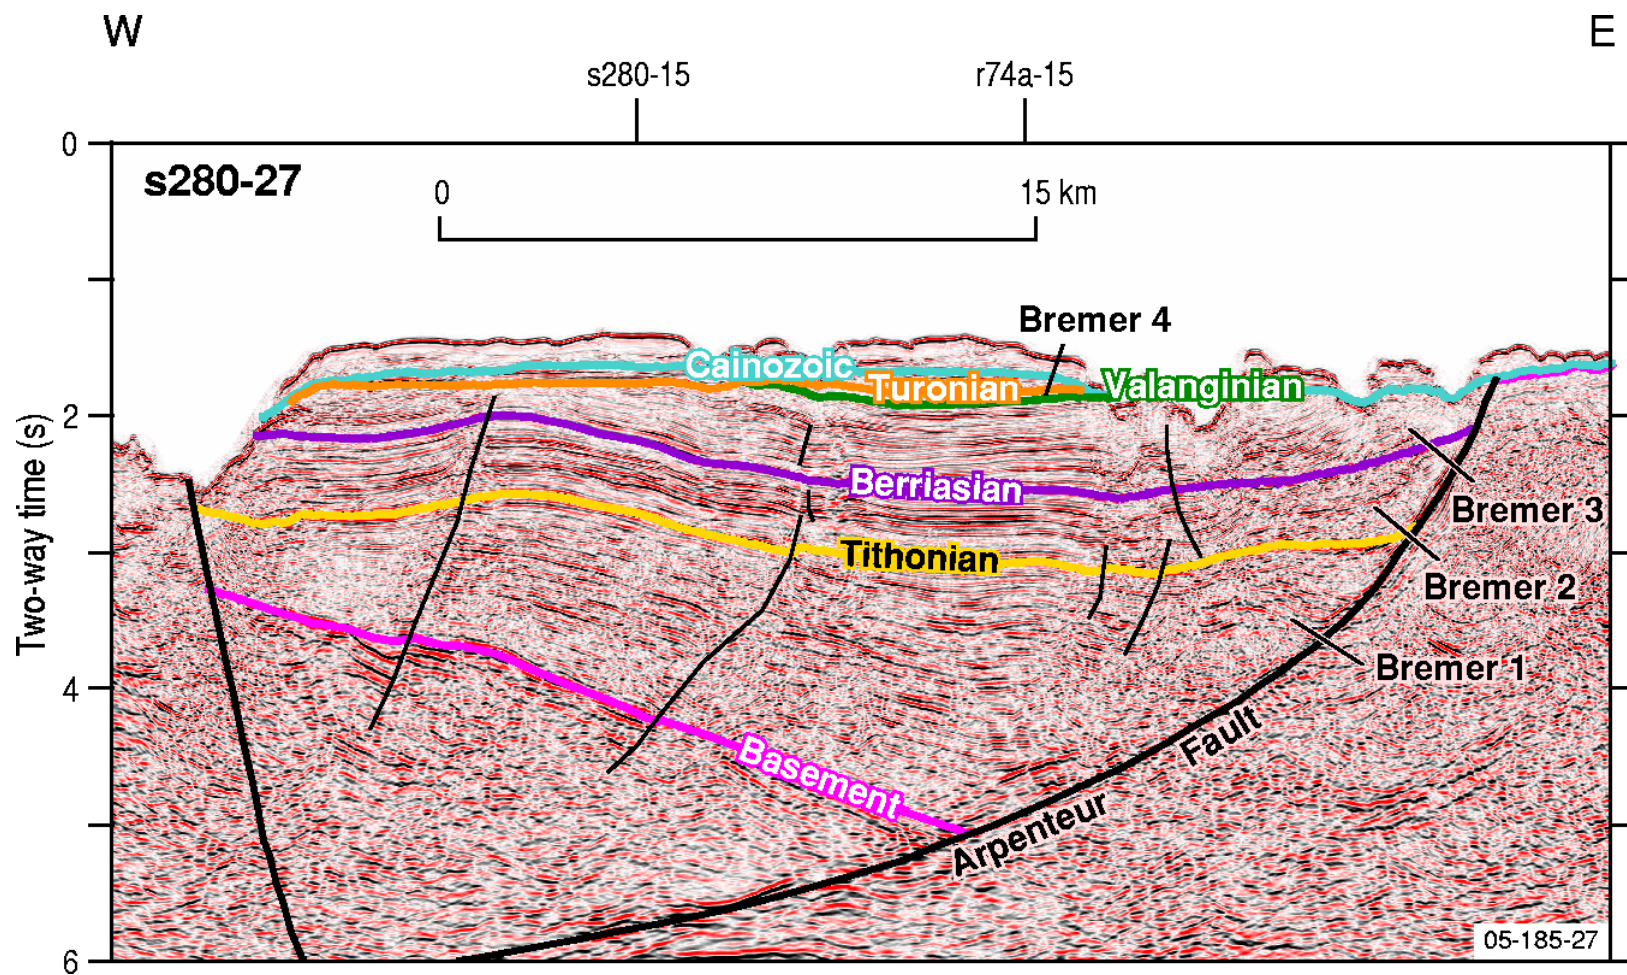 W
E
s280-15
r74a-15
0
s280-27
0
15 km
Bremer 4
Cainozoic
Turonian
Valanginian
2
Berriasian
Bremer 3
Tithonian
Bremer 2
Two-way time (s)
Bremer 1
4
Basement
Arpenteur Fault
05-185-27
6